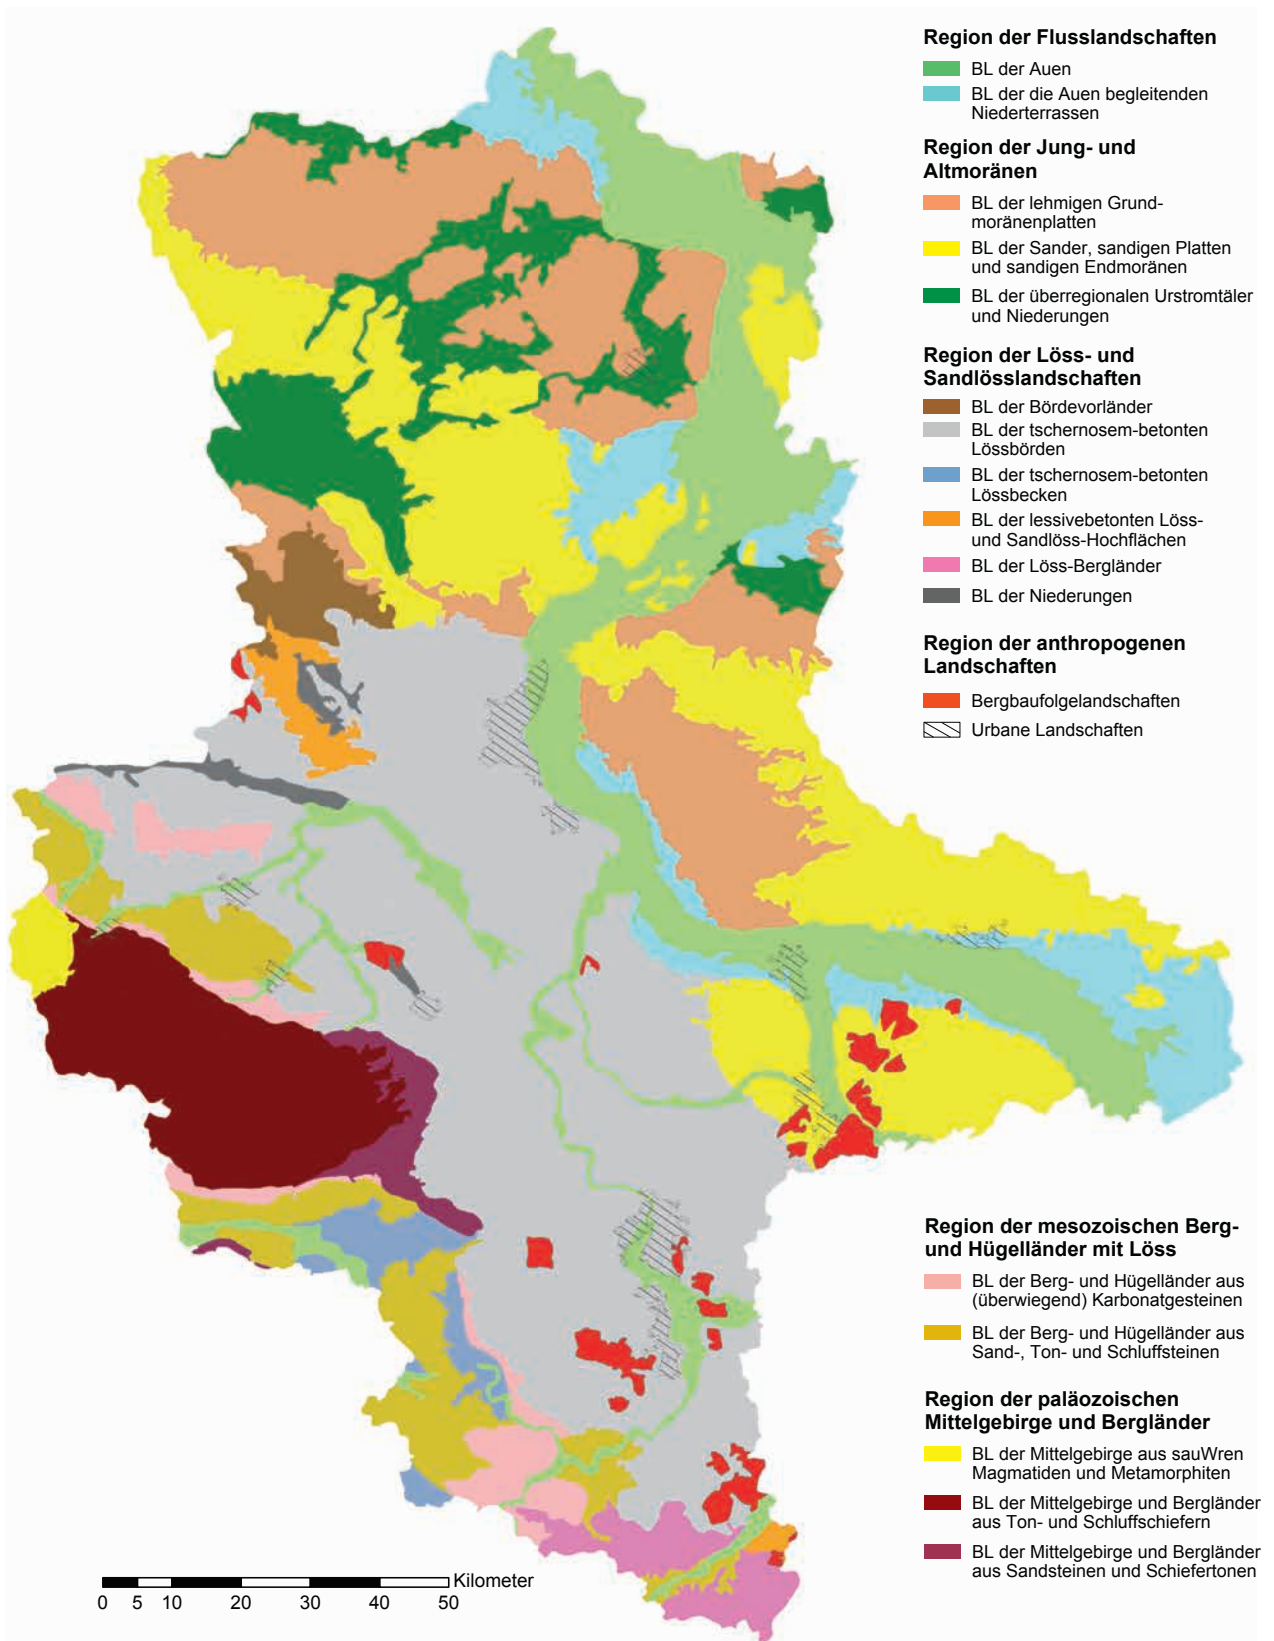 Region der Flusslandschaften
BL der Auen
BL der die Auen begleitenden
Niederterrassen
Region der Jung- und
Altmoränen
BL der lehmigen Grund-
moränenplatten
BL der Sander, sandigen Platten
und sandigen Endmoränen
BL der überregionalen Urstromtäler
und Niederungen
Region der Löss- und
Sandlösslandschaften
BL der Bördevorländer
BL der tschernosem-betonten
Lössbörden
BL der tschernosem-betonten
Lössbecken
BL der lessivebetonten Löss-
und Sandlöss-Hochflächen
BL der Löss-Bergländer
BL der Niederungen
Region der anthropogenen
Landschaften
Bergbaufolgelandschaften
Urbane Landschaften
Region der mesozoischen Berg-
und Hügelländer mit Löss
BL der Berg- und Hügelländer aus
(überwiegend) Karbonatgesteinen
BL der Berg- und Hügelländer aus
Sand-, Ton- und Schluffsteinen
Region der paläozoischen
Mittelgebirge und Bergländer
BL der Mittelgebirge aus sauWren
Magmatiden und Metamorphiten
BL der Mittelgebirge und Bergländer
aus Ton- und Schluffschiefern
BL der Mittelgebirge und Bergländer
aus Sandsteinen und Schiefertonen
Kilometer
0 5 10 20 30 40 50